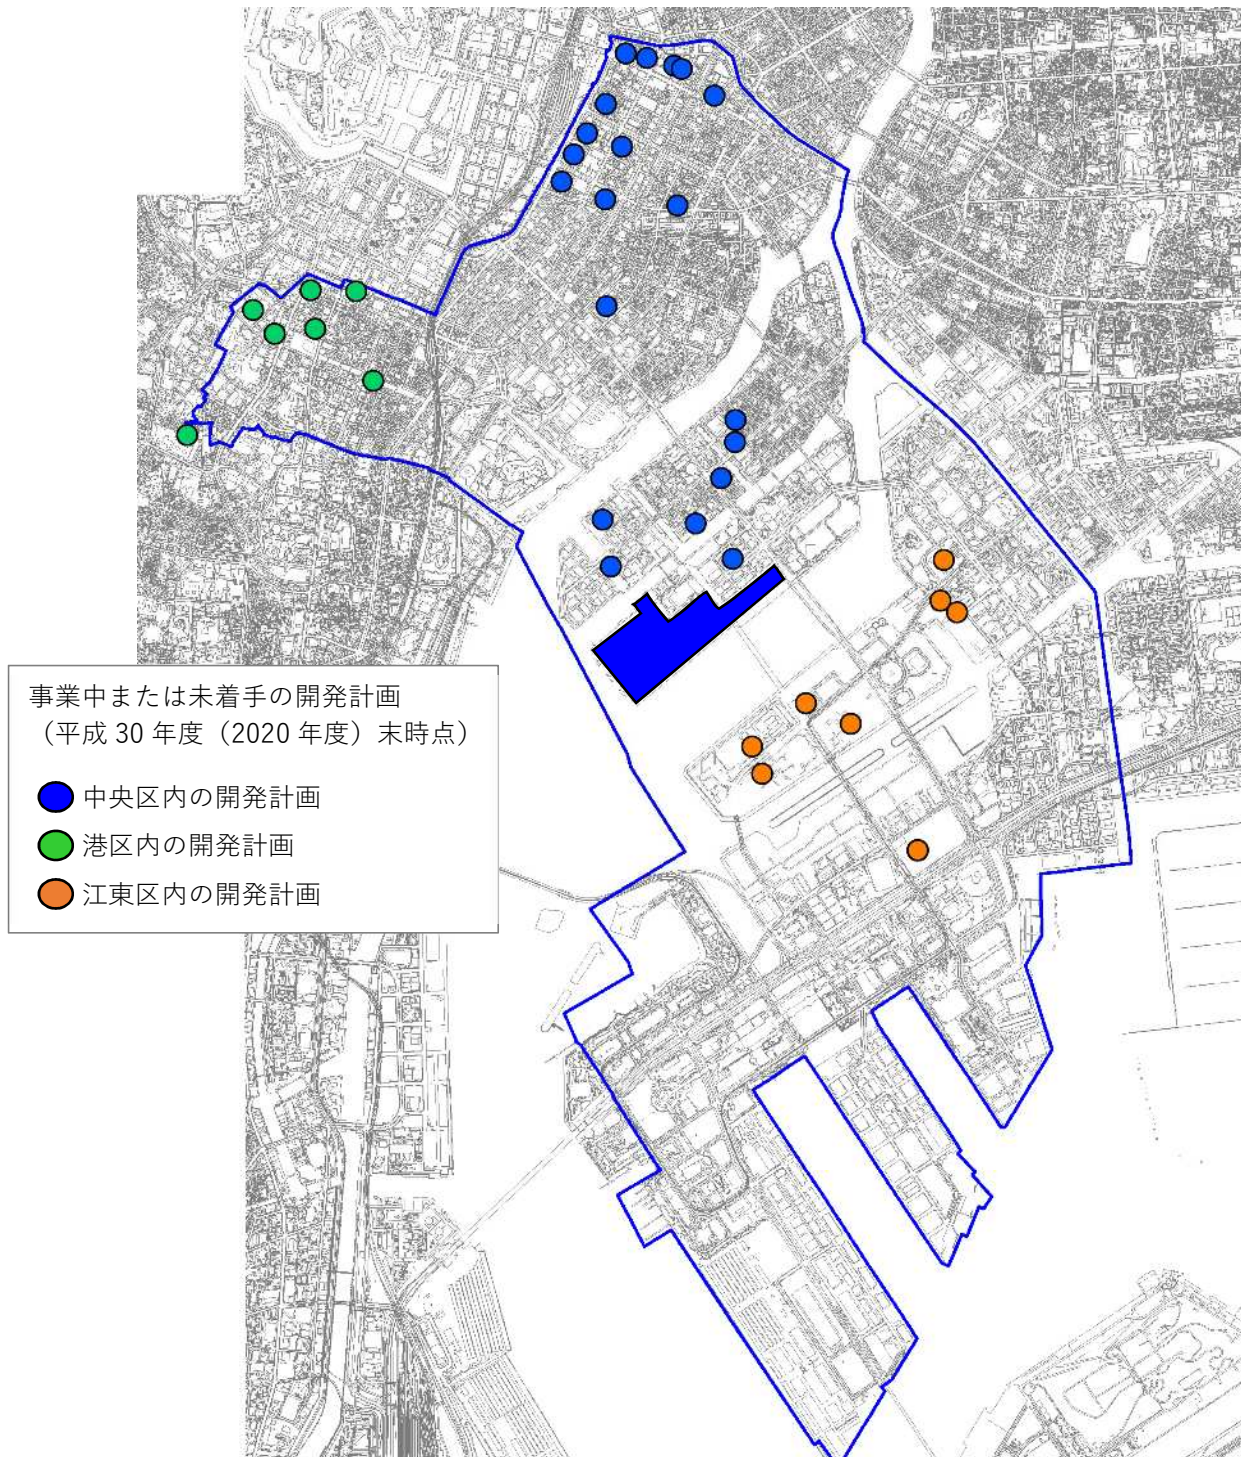 事業中または未着手の開発計画
（平成 30 年度（2020 年度）末時点）
中央区内の開発計画
港区内の開発計画
江東区内の開発計画